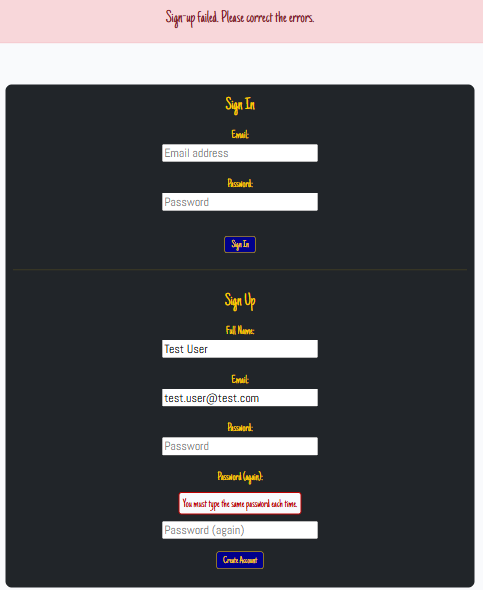 Sign-up failed. Please correct the errors.
Sign In
Email:
Email address
Password:
Password
Sign In
Sign Up
Full Name:
Test User
Email:
test.user@test.com
Password:
Password
Password (again):
You must type the same password each time.
Password (again)
Create Account